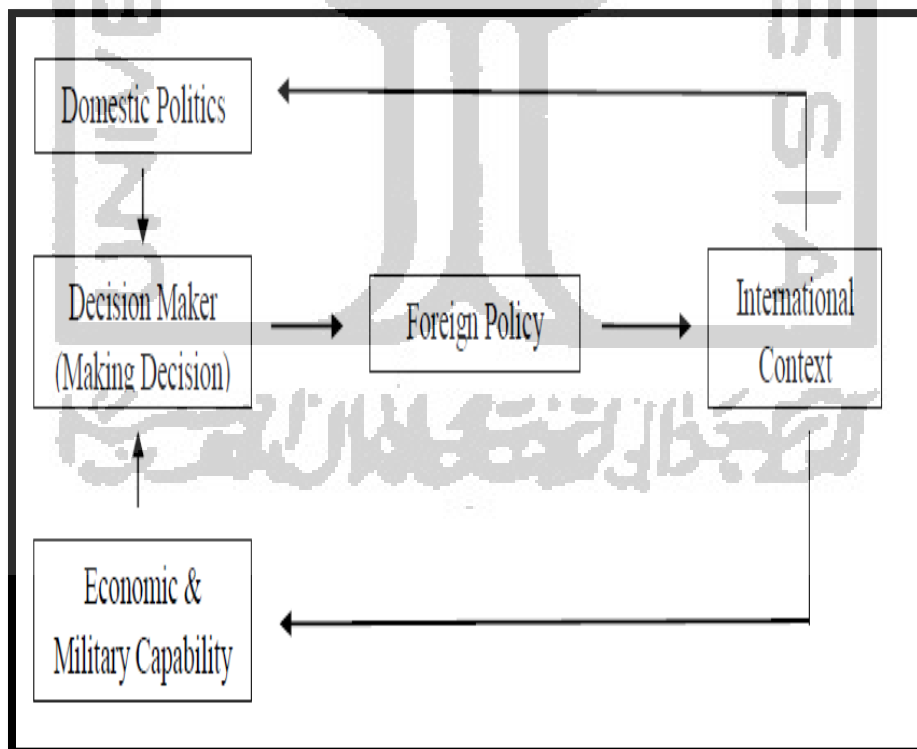 Domestic Politics
Decision Maker
(Making Decision)
Foreign Policy
International
Context
Economic &
Military Capability